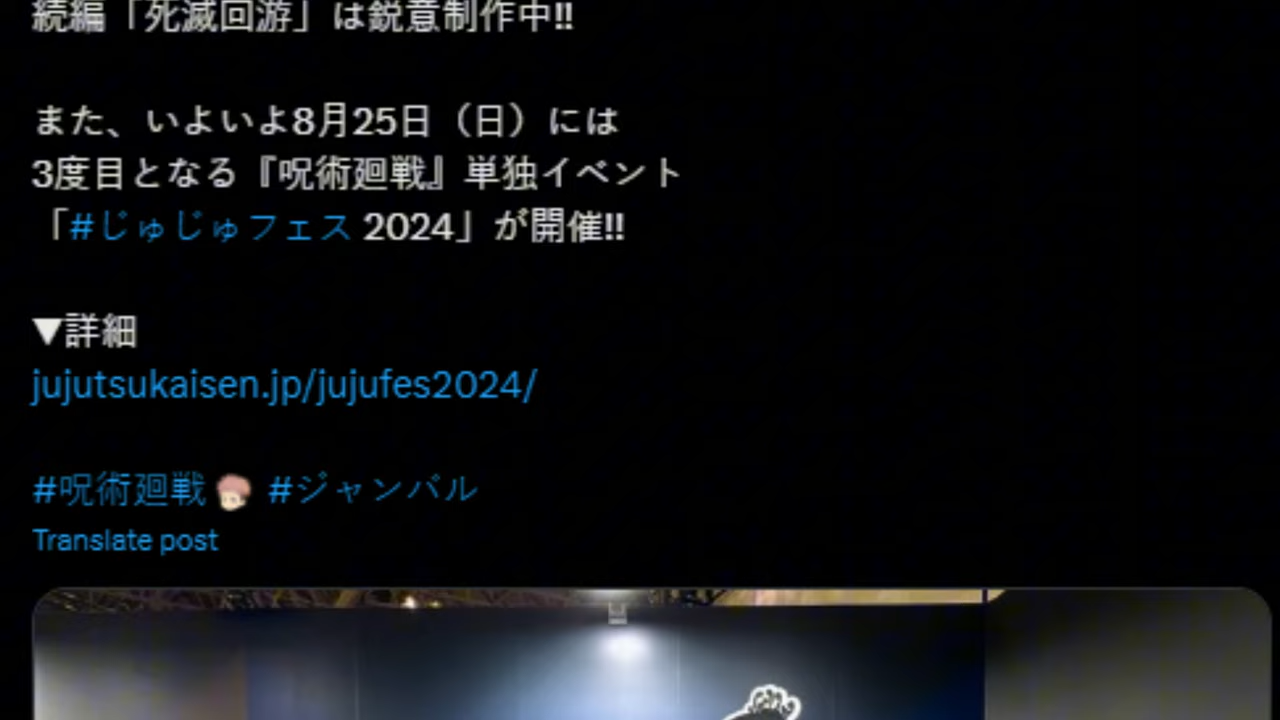 続編「死滅回游」は鋭意制作中!!
また、いよいよ8月25日（日）には
3度目となる『呪術廻戦』単独イベント
「#じゅじゅフェス 2024」が開催!!
▼詳細
jujutsukaisen.jp/jujufes2024/
#呪術廻戦 #ジャンバル
Translate post